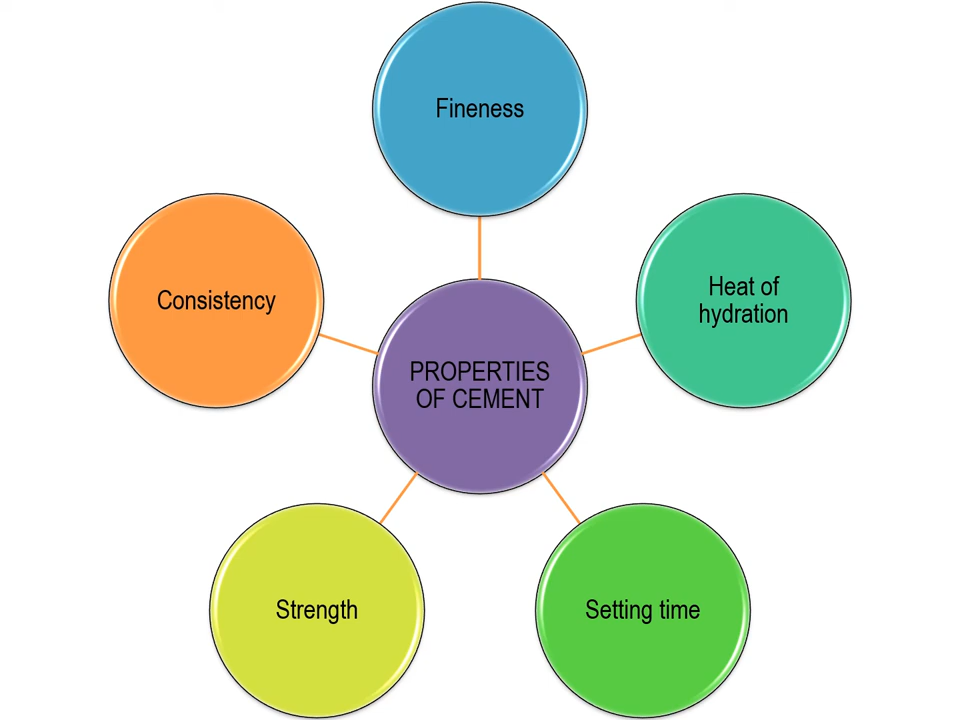 Fineness
Heat of
hydration
Consistency
PROPERTIES
OF CEMENT
Strength
Setting time